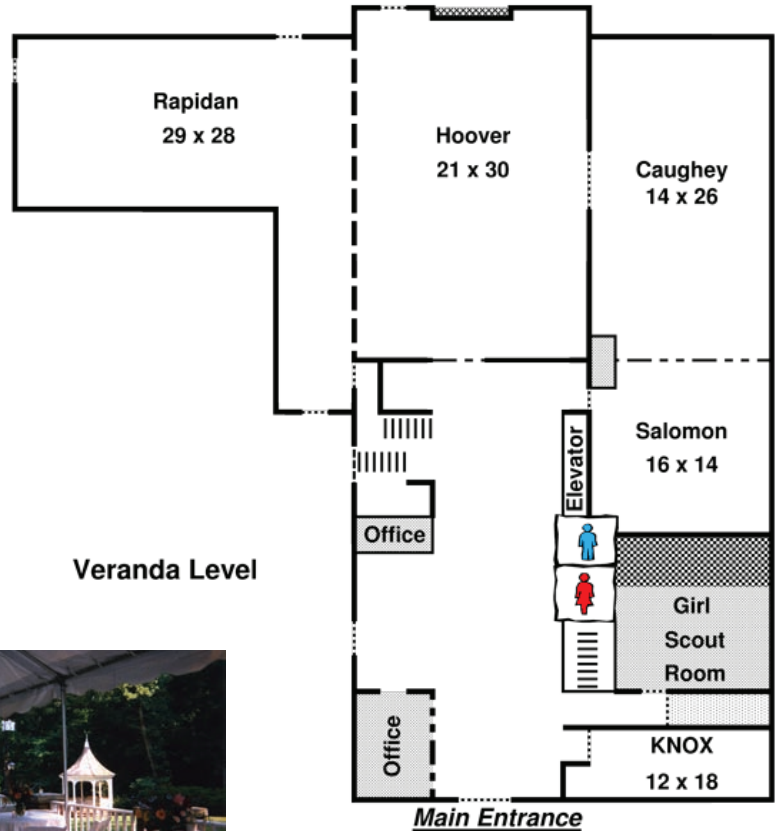 Rapidan
29 x 28
Hoover
21 x 30
Caughey
14 x 26
Salomon
16 x 14
Elevator
Office
Veranda Level
Girl
Scout
Room
Office
KNOX
12 x 18
Main Entrance